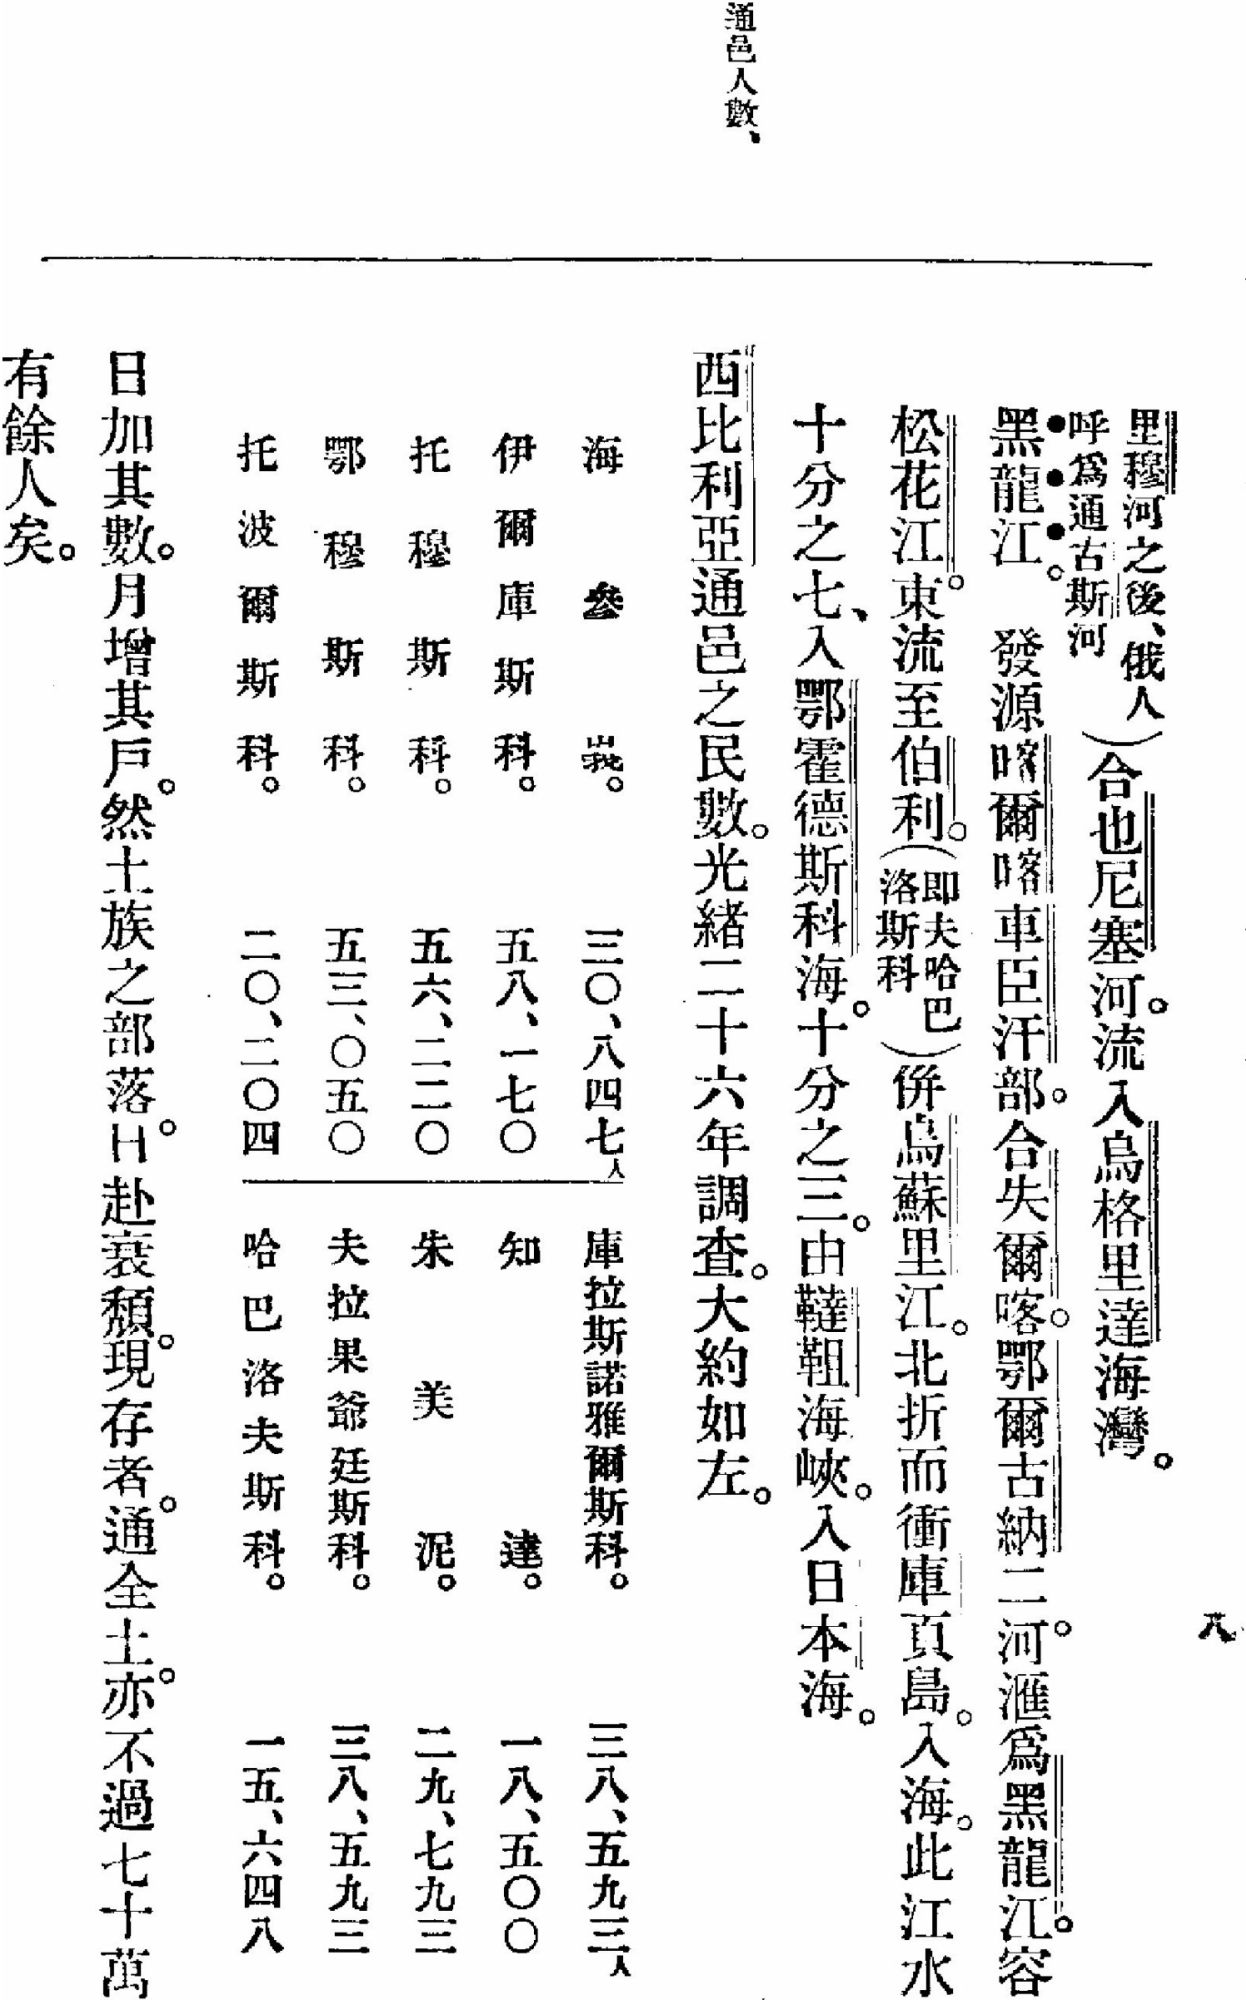 通邑人數、
八
里穆河之後、俄人
呼爲通古斯河
）合也尼塞河。流入烏格里達海灣。
黑龍江。　發源喀爾喀車臣汗部。合失爾喀。鄂爾古納二河。滙爲黑龍江。容
松花江。東流至伯利。（即夫哈巴
洛斯科
）併烏蘇里江。北折而衝庫頁島。入海。此江水
十分之七、入鄂霍德斯科海。十分之三。由韃靼海峽。入日本海。
西比利亞通邑之民數。光緒二十六年調查。大約如左。
海參崴。　三〇、八四七人　庫拉斯諾雅爾斯科。　三八、五九三人
伊爾庫斯科。　五八、一七〇　知達。　一八、五〇〇
托穆斯科。　五六、二二〇　朱美泥。　二九、七九三
鄂穆斯科。　五三、〇五〇　夫拉果爺廷斯科。　三八、五九三
托波爾斯科。　二〇、二〇四　哈巴洛夫斯科。　一五、六四八
日加其數。月增其戶。然土族之部落。日赴衰頹。現存者。通全土。亦不過七十萬
有餘人矣。